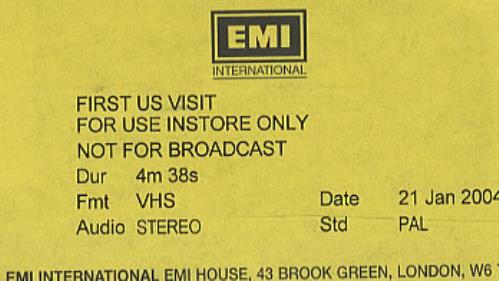 EMI
INTERNATIONAL
FIRST US VISIT
FOR USE INSTORE ONLY
NOT FOR BROADCAST
Dur 4m 38s
Fmt VHS Date 21 Jan 2004
Audio STEREO Std PAL
EMI INTERNATIONAL EMI HOUSE, 43 BROOK GREEN, LONDON, W6